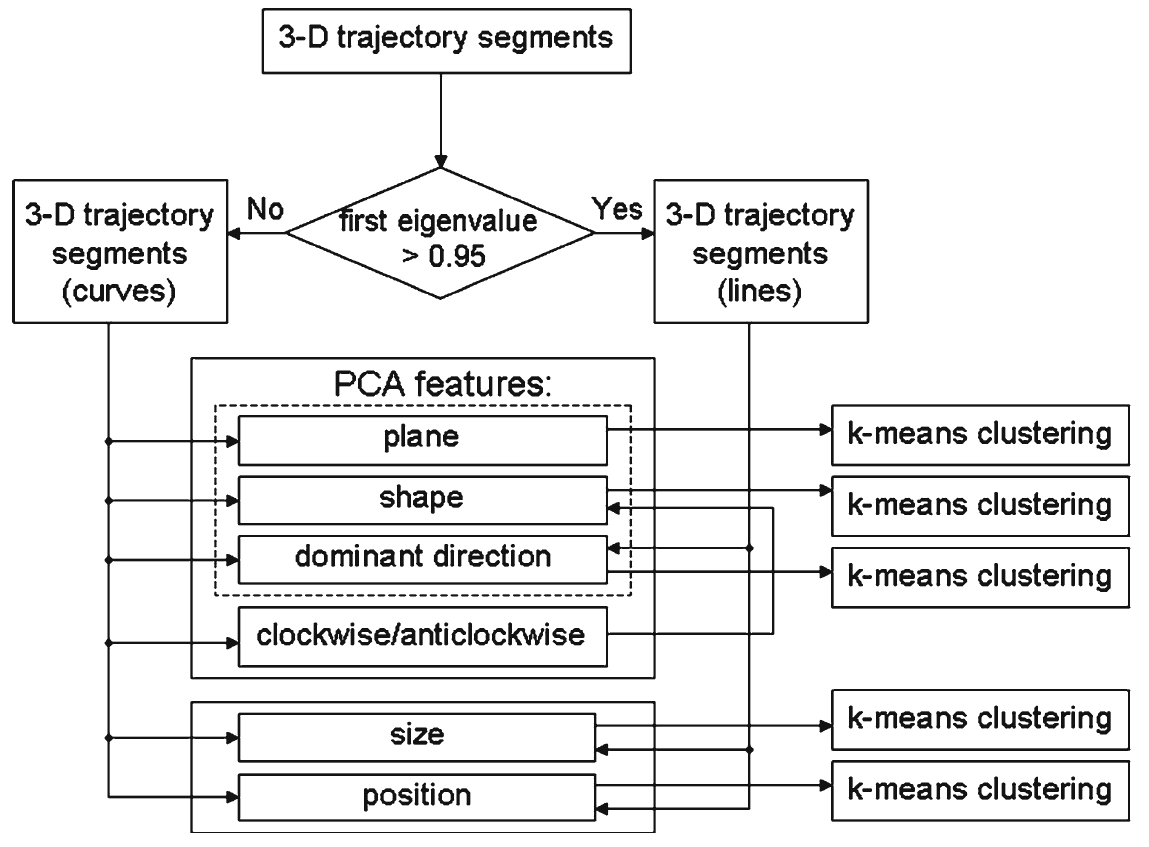 3-D trajectory segments
No
first eigenvalue
> 0.95
Yes
3-D trajectory
segments
(curves)
3-D trajectory
segments
(lines)
PCA features:
plane
k-means clustering
shape
k-means clustering
dominant direction
k-means clustering
clockwise/anticlockwise
size
k-means clustering
position
k-means clustering